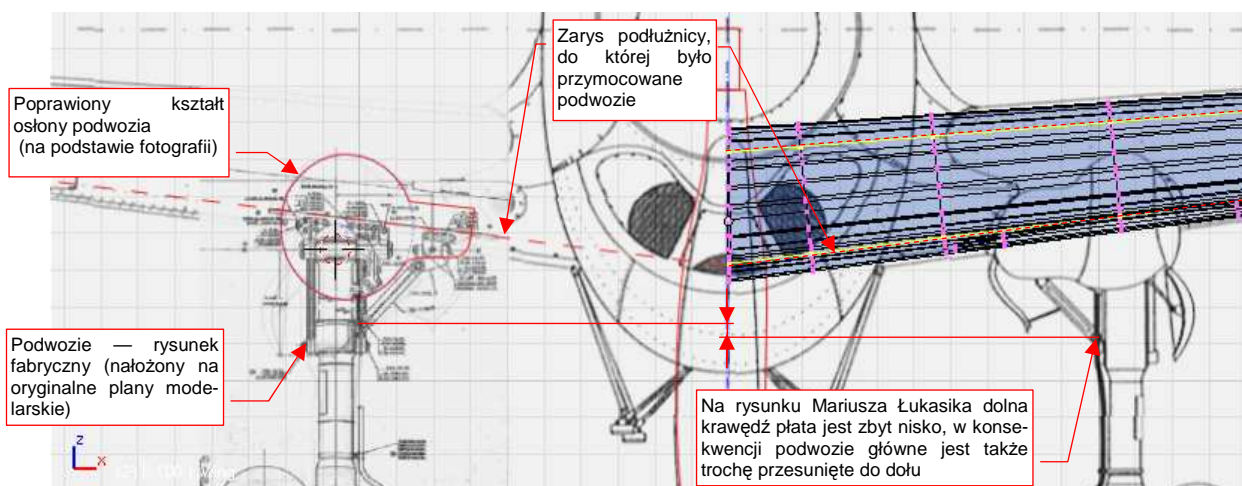 Zarys podłużnicy,
do której było
przymocowane
podwozie
Poprawiony kształt
osłony podwozia
(na podstawie fotografii)
Podwozie — rysunek
fabryczny (nałożony na
oryginalne plany mode-
larskie)
Na rysunku Mariusza Łukasika dolna
krawędź płata jest zbyt nisko, w konse-
kwencji podwozie główne jest także
trochę przesunięte do dołu
z
x